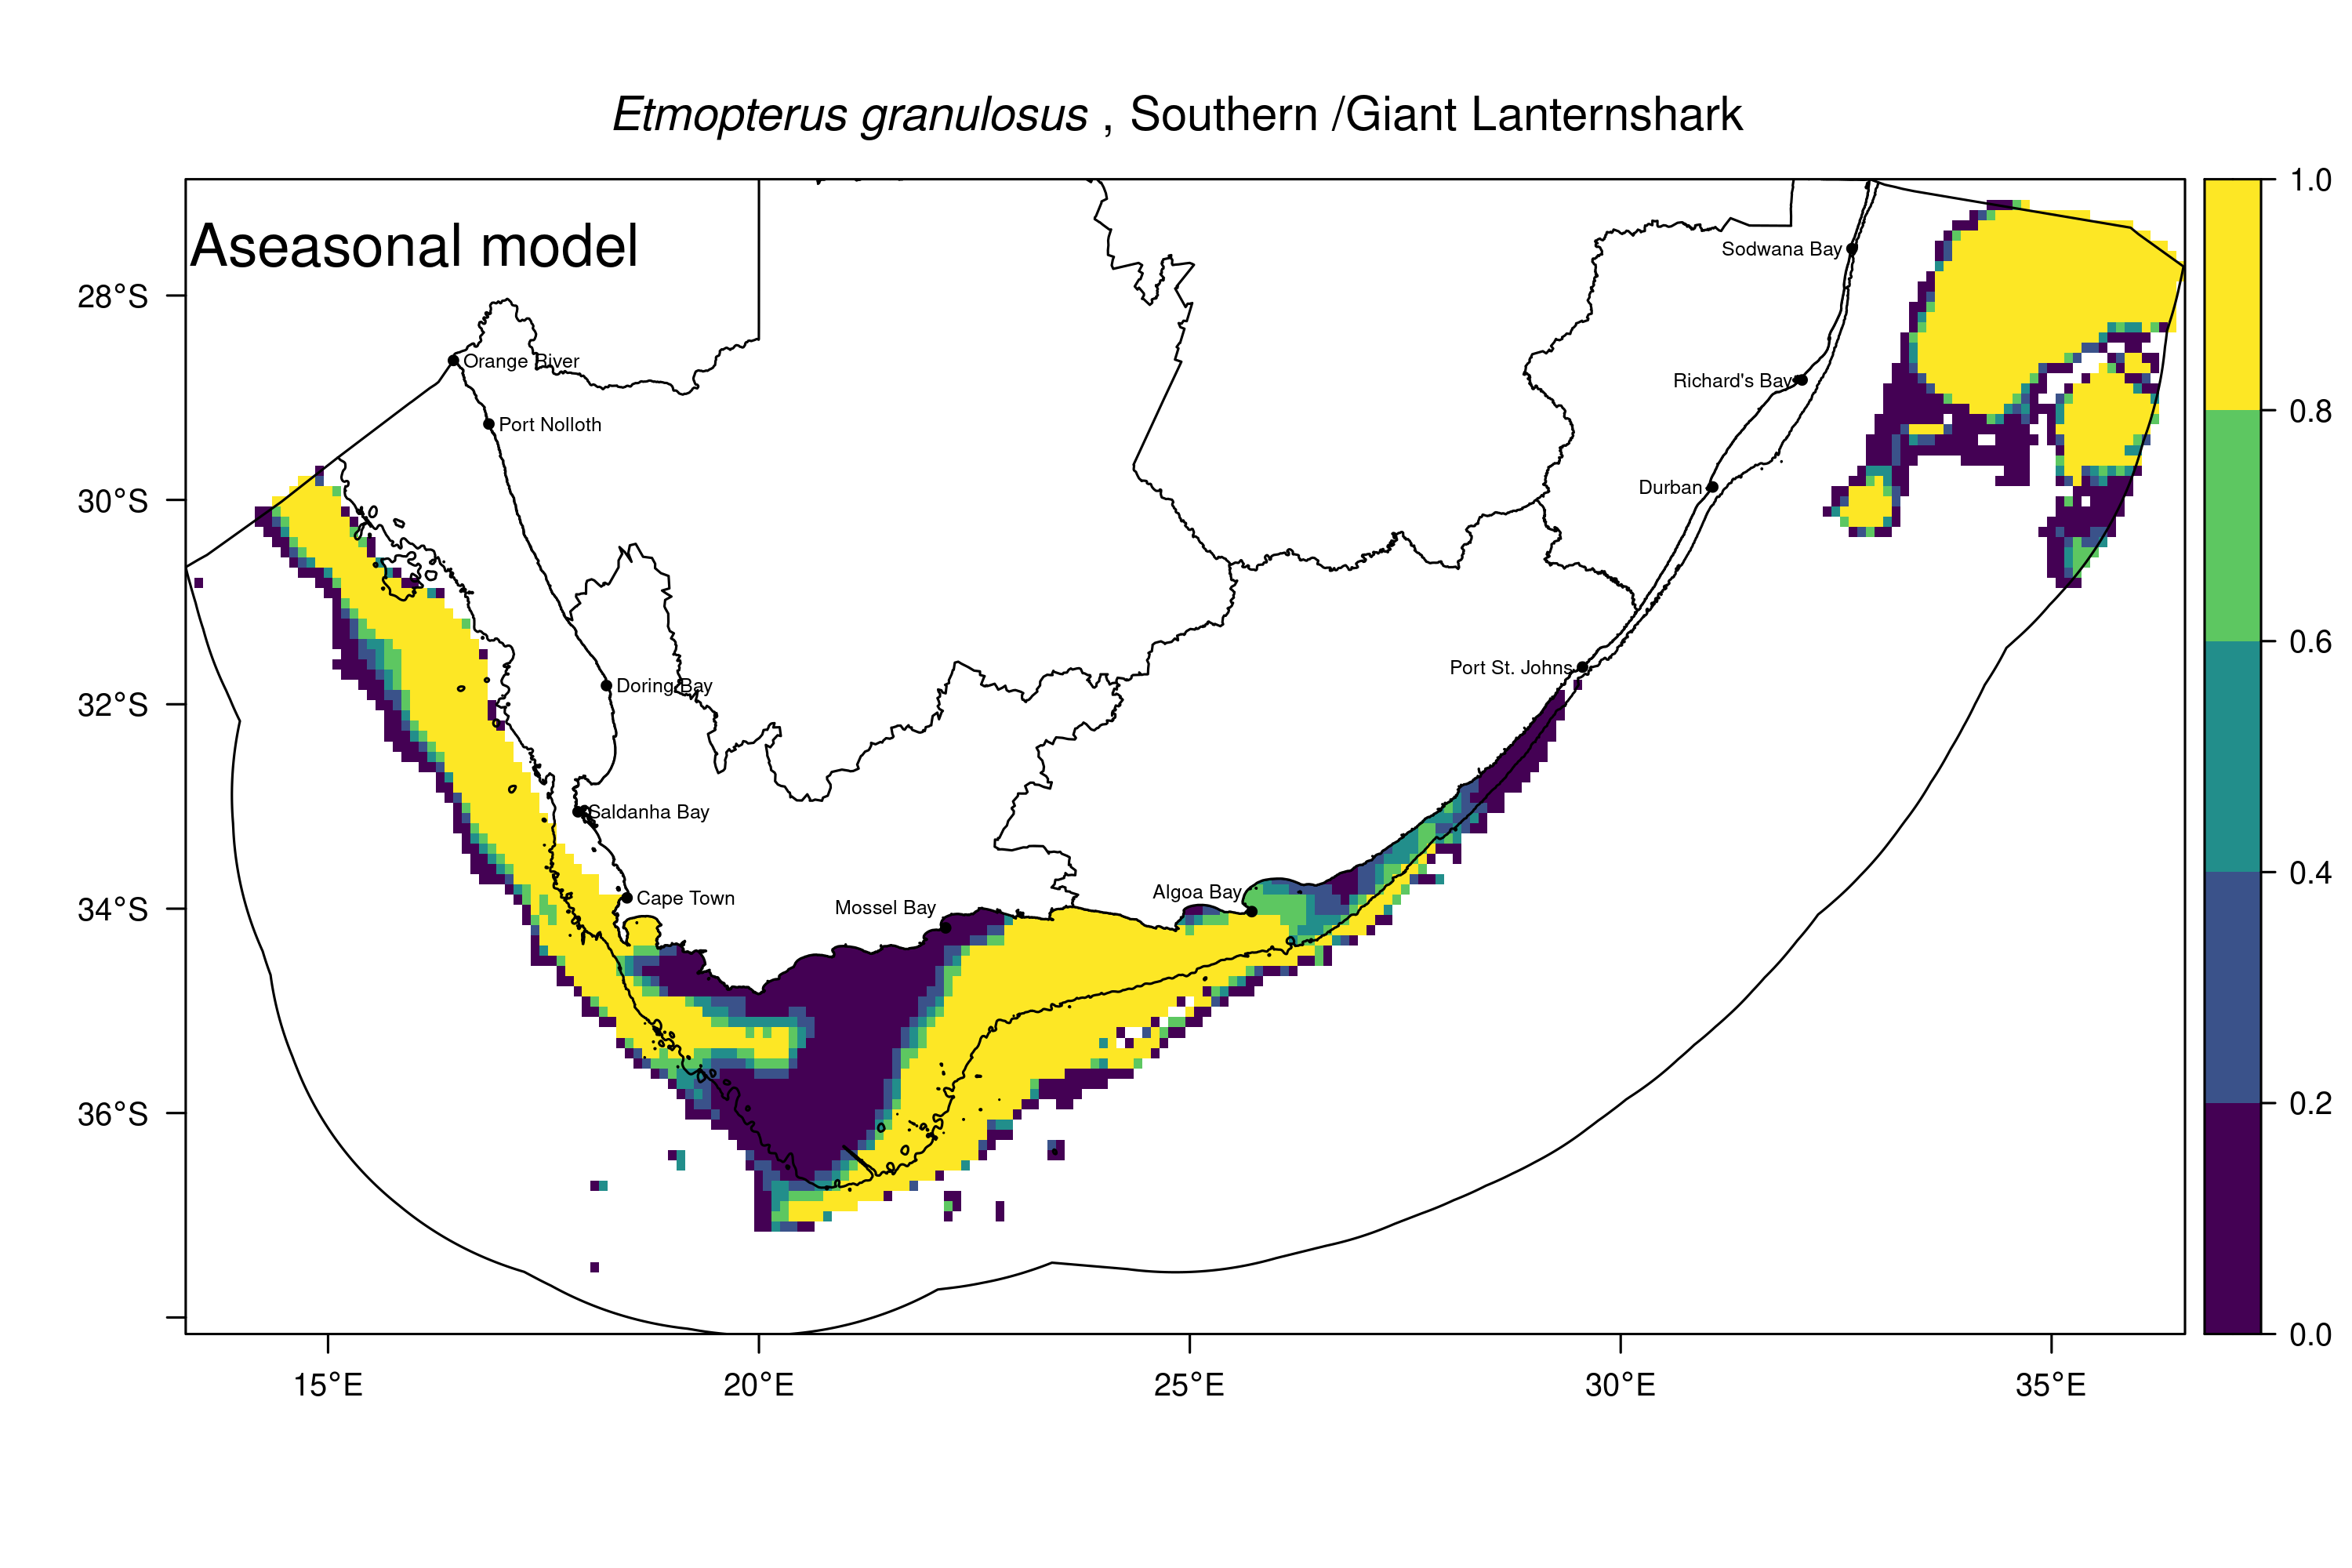 Etmopterus granulosus , Southern /Giant Lanternshark
Aseasonal model
1.0
0.8
0.6
0.4
0.2
0.0
28°S
30°S
32°S
34°S
36°S
15°E
20°E
25°E
30°E
35°E
Sodwana Bay
Richard's Bay
Durban
Port St. Johns
Algoa Bay
Mossel Bay
Cape Town
Saldanha Bay
Doring Bay
Port Nolloth
Orange River